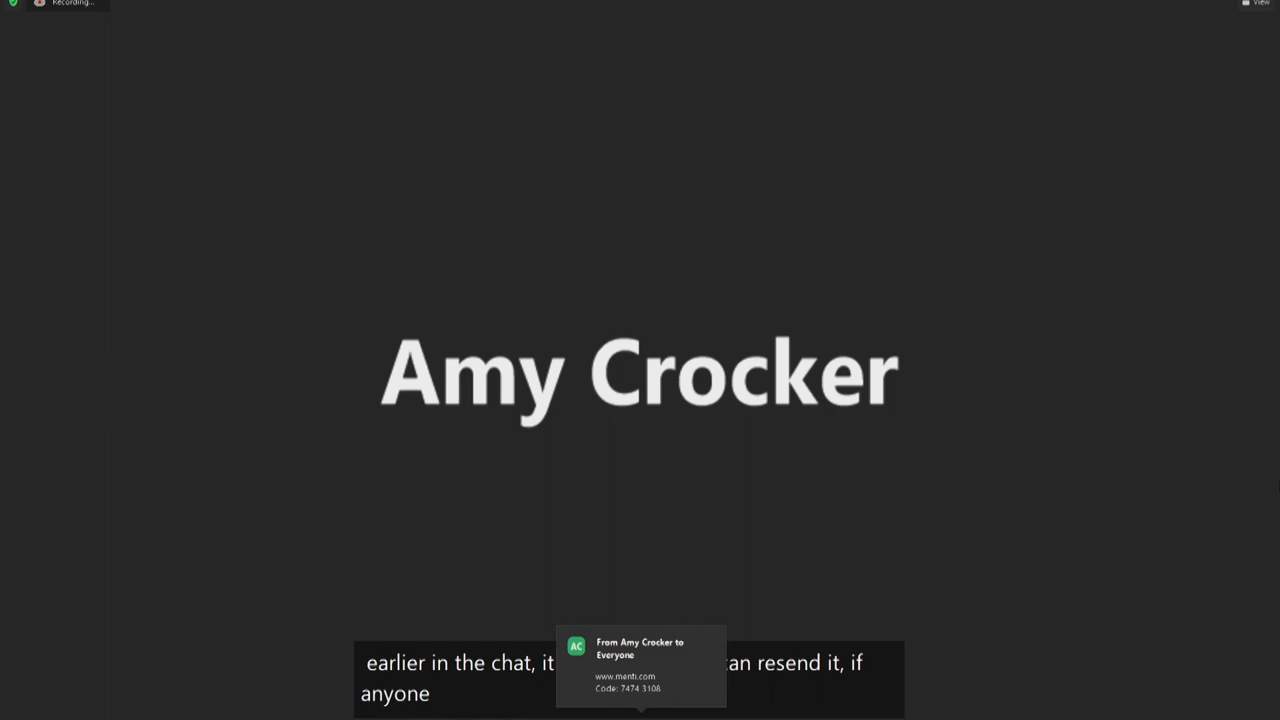 Recording...
View
Amy Crocker
earlier in the chat, it can resend it, if
anyone
AC
From Amy Crocker to
Everyone
www.menti.com
Code: 7474 3108